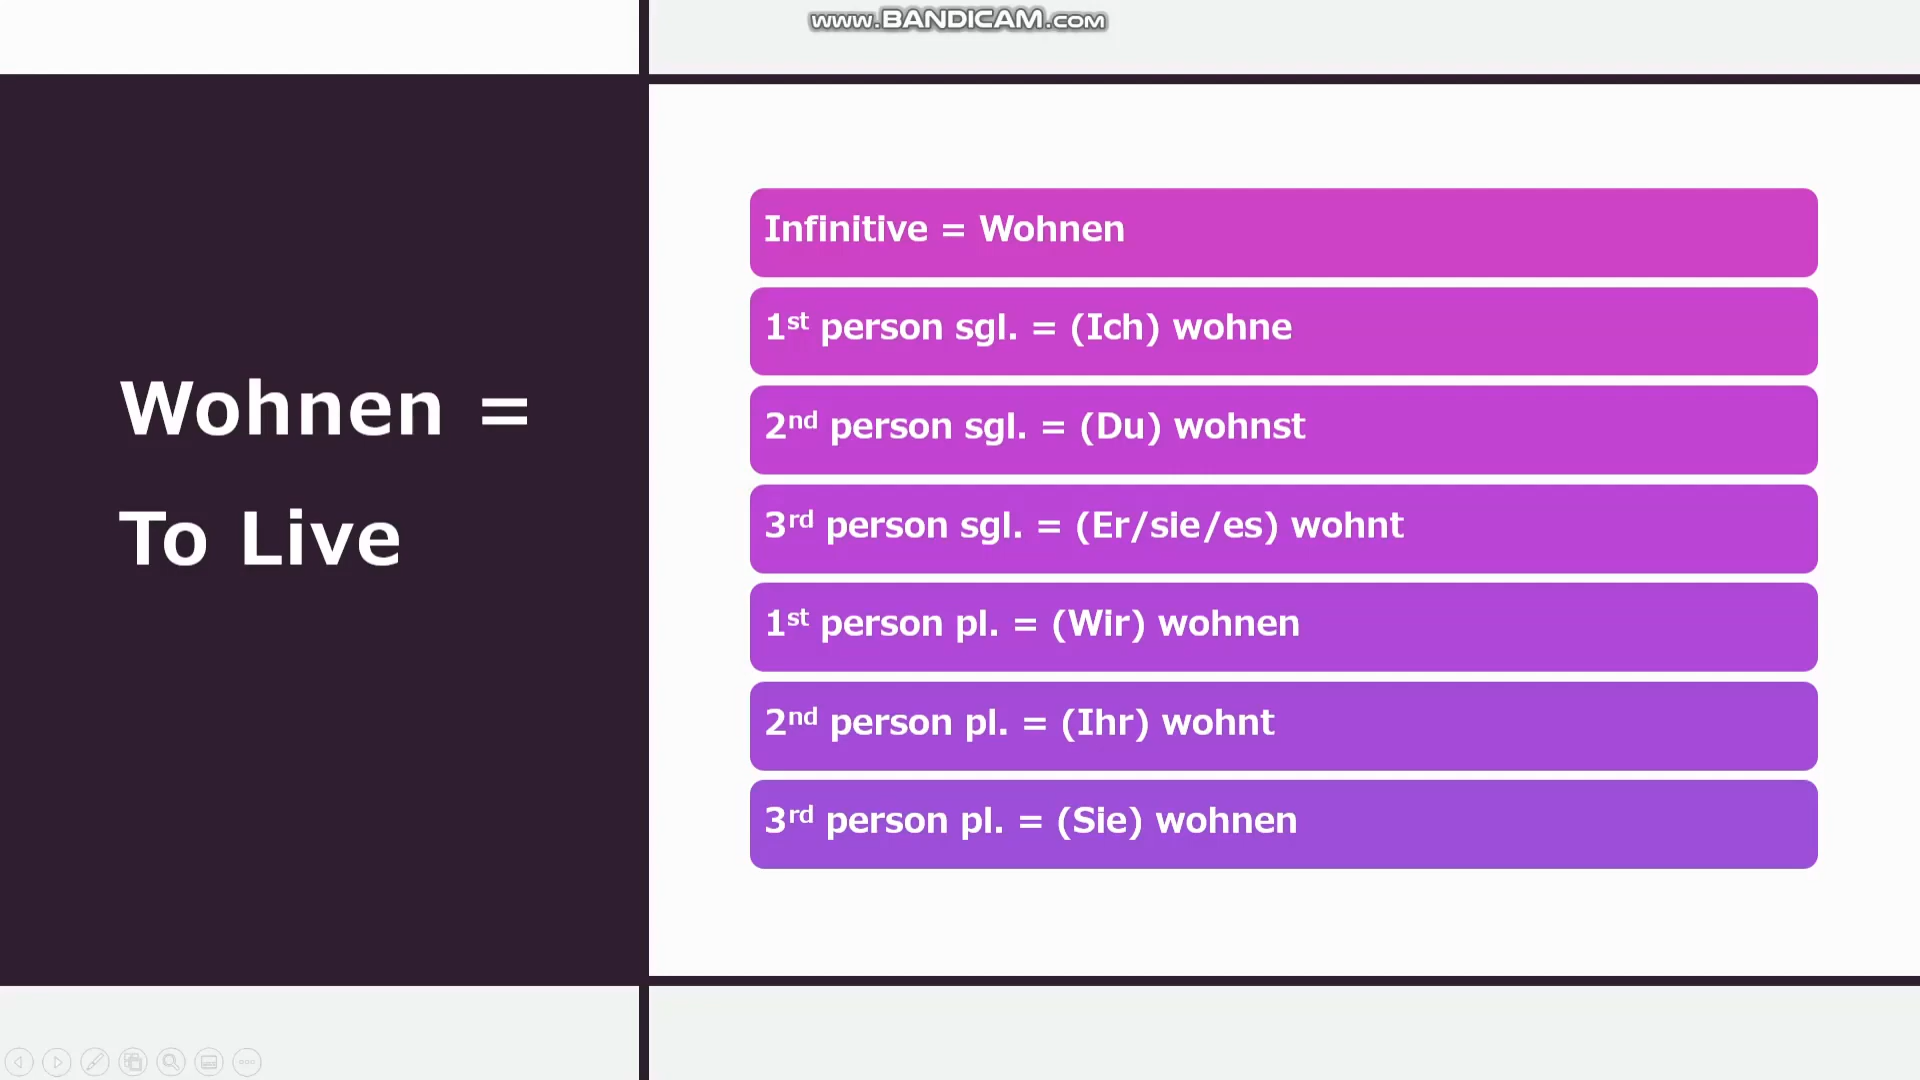 www.BANDICAM.com
Wohnen =
To Live
Infinitive = Wohnen
1st person sgl. = (Ich) wohne
2nd person sgl. = (Du) wohnst
3rd person sgl. = (Er/sie/es) wohnt
1st person pl. = (Wir) wohnen
2nd person pl. = (Ihr) wohnt
3rd person pl. = (Sie) wohnen